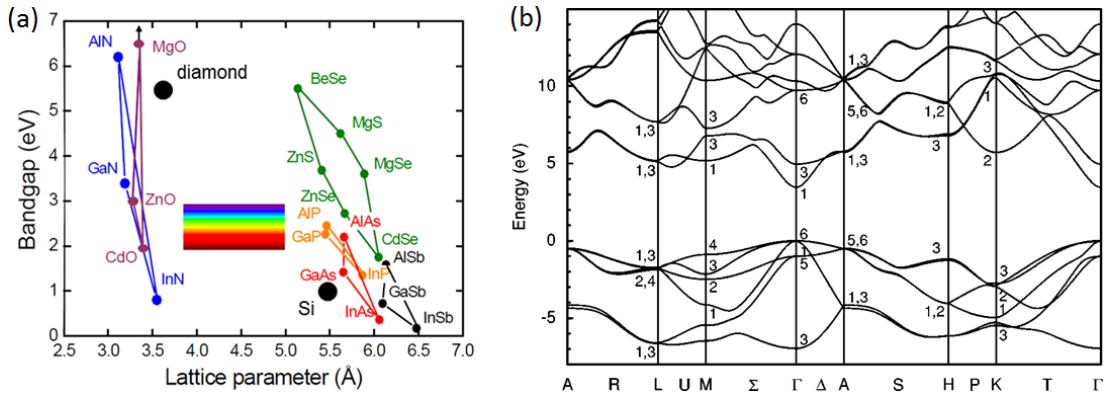 (a)
7
6
5
4
3
2
1
0
Bandgap (eV)
AlN
MgO
diamond
BeSe
MgS
GaN
ZnS
MgSe
ZnO
ZnSe
AlP
AlAs
GaP
CdO
CdSe
AlSb
GaAs
InP
InN
Si
GaSb
InAs
InSb
2.5 3.0 3.5 4.0 4.5 5.0 5.5 6.0 6.5 7.0
Lattice parameter (Å)
(b)
10
5
0
-5
Energy (eV)
1,3
3
6
1,3
5,6
3
1
1,3
3
3
1,2
1,3
1
3
1
1,3
3
2
1,3
2,4
4
3
2
1
6
1
5
5,6
3
3
2
1
1,3
1,2
1,3
3
3
A R L U M Σ Γ Δ A S H P K T Γ